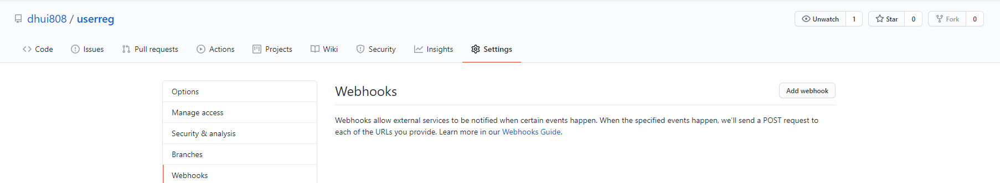 dhui808 / userreg
Unwatch 1 Star 0 Fork 0
Code Issues Pull requests Actions Projects Wiki Security Insights Settings
Options
Manage access
Security & analysis
Branches
Webhooks
Webhooks
Add webhook
Webhooks allow external services to be notified when certain events happen. When the specified events happen, we’ll send a POST request to
each of the URLs you provide. Learn more in our Webhooks Guide.